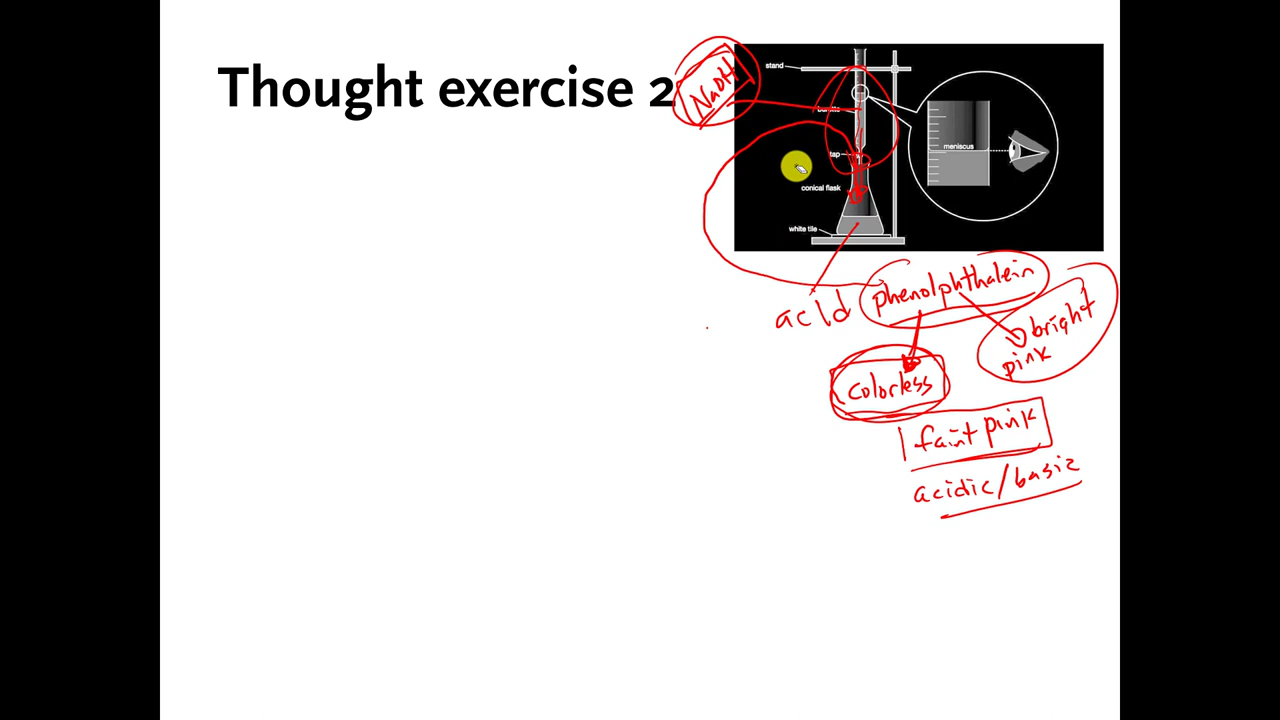 Thought exercise 2
NaOH
stand
burette
tap
conical flask
white tile
meniscus
acid
phenolphthalein
bright
pink
colorless
faint pink
acidic/basic